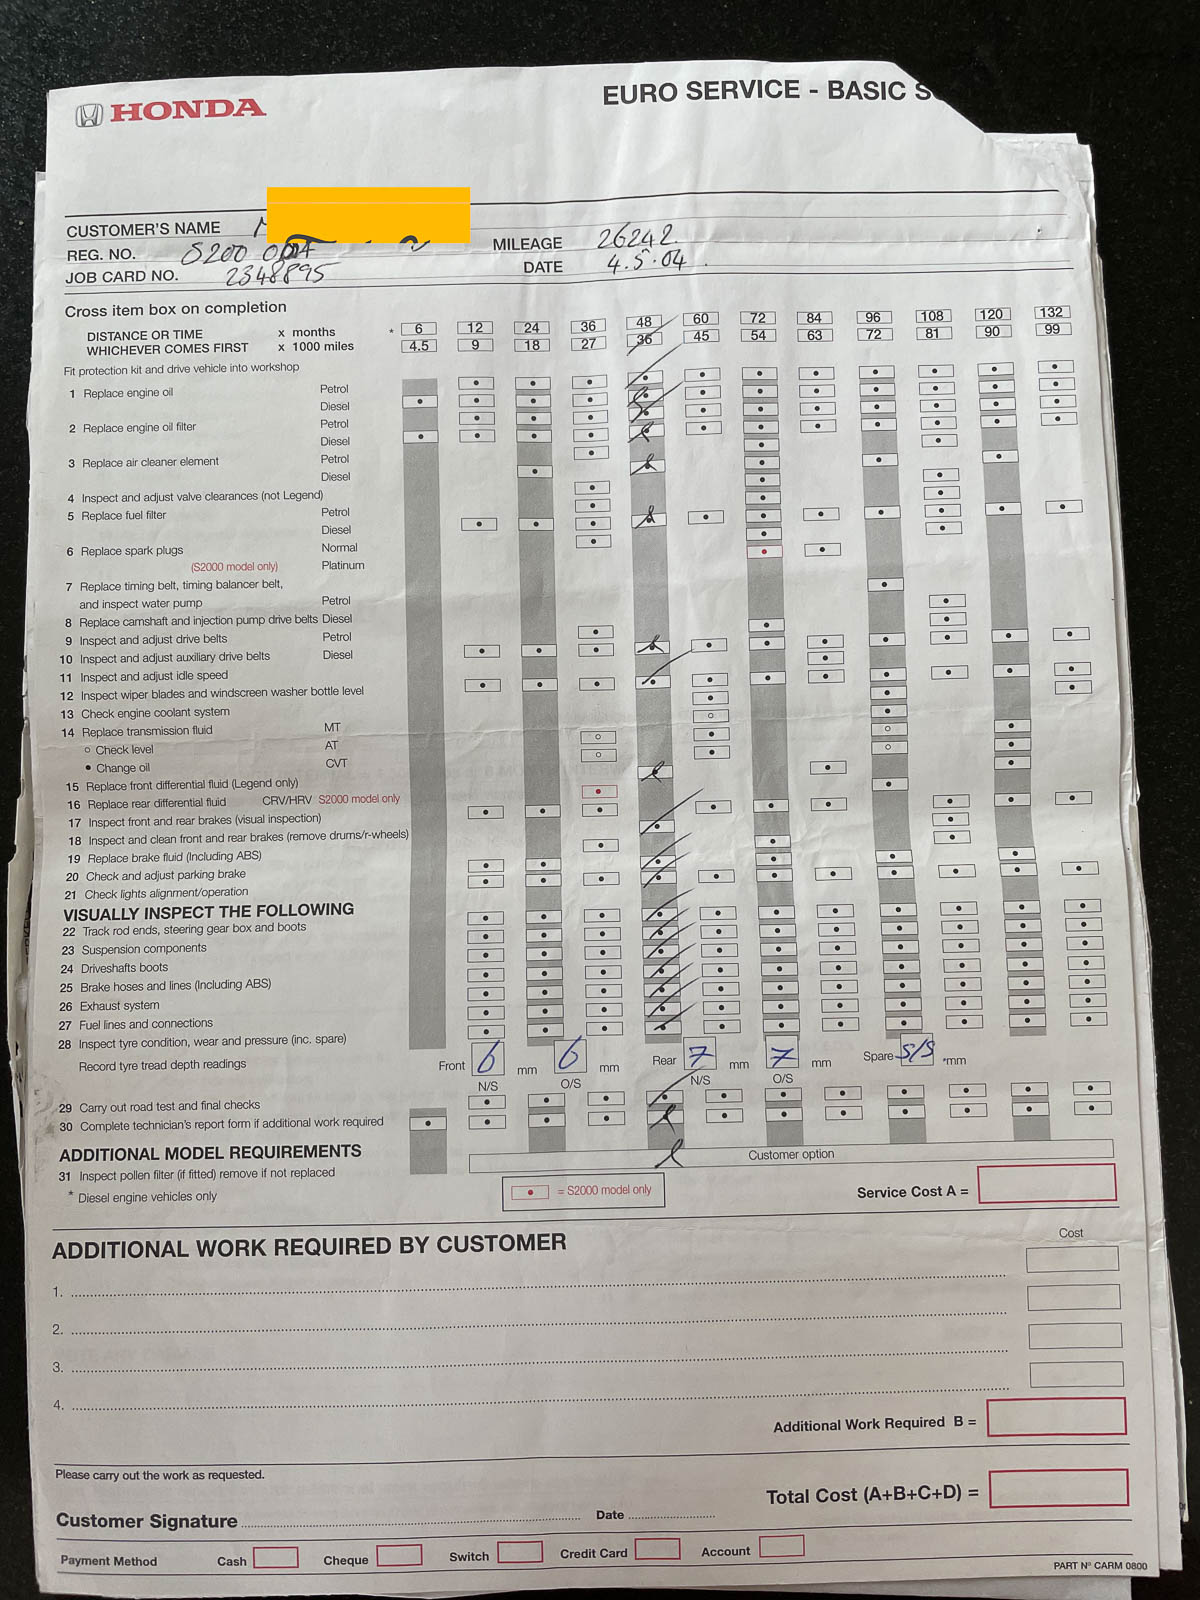 HONDA
EURO SERVICE - BASIC
CUSTOMER'S NAME
REG. NO. S200
MILEAGE 26242
JOB CARD NO. 2348895
DATE 4.5.04
Cross item box on completion
DISTANCE OR TIME x months * 6 12 24 36 48 60 72 84 96 108 120 132
WHICHEVER COMES FIRST x 1000 miles 4.5 9 18 27 36 45 54 63 72 81 90 99
Fit protection kit and drive vehicle into workshop
1 Replace engine oil Petrol
Diesel
2 Replace engine oil filter Petrol
Diesel
3 Replace air cleaner element Petrol
Diesel
4 Inspect and adjust valve clearances (not Legend)
5 Replace fuel filter Petrol
Diesel
6 Replace spark plugs Normal
(S2000 model only) Platinum
7 Replace timing belt, timing balancer belt,
and inspect water pump Petrol
8 Replace camshaft and injection pump drive belts Diesel
9 Inspect and adjust drive belts Petrol
10 Inspect and adjust auxiliary drive belts Diesel
11 Inspect and adjust idle speed
12 Inspect wiper blades and windscreen washer bottle level
13 Check engine coolant system
14 Replace transmission fluid MT
○ Check level AT
● Change oil CVT
15 Replace front differential fluid (Legend only)
16 Replace rear differential fluid CRV/HRV S2000 model only
17 Inspect front and rear brakes (visual inspection)
18 Inspect and clean front and rear brakes (remove drums/r-wheels)
19 Replace brake fluid (Including ABS)
20 Check and adjust parking brake
21 Check lights alignment/operation
VISUALLY INSPECT THE FOLLOWING
22 Track rod ends, steering gear box and boots
23 Suspension components
24 Driveshafts boots
25 Brake hoses and lines (Including ABS)
26 Exhaust system
27 Fuel lines and connections
28 Inspect tyre condition, wear and pressure (inc. spare)
Record tyre tread depth readings Front 6 mm 6 mm Rear 7 mm 7 mm Spare S/S *mm
N/S O/S N/S O/S
29 Carry out road test and final checks
30 Complete technician's report form if additional work required
ADDITIONAL MODEL REQUIREMENTS
Customer option
31 Inspect pollen filter (if fitted) remove if not replaced
* Diesel engine vehicles only
= S2000 model only
Service Cost A =
ADDITIONAL WORK REQUIRED BY CUSTOMER
Cost
1.
2.
3.
4.
Additional Work Required B =
Please carry out the work as requested.
Total Cost (A+B+C+D) =
Customer Signature Date
Payment Method Cash Cheque Switch Credit Card Account
PART Nº CARM 0800